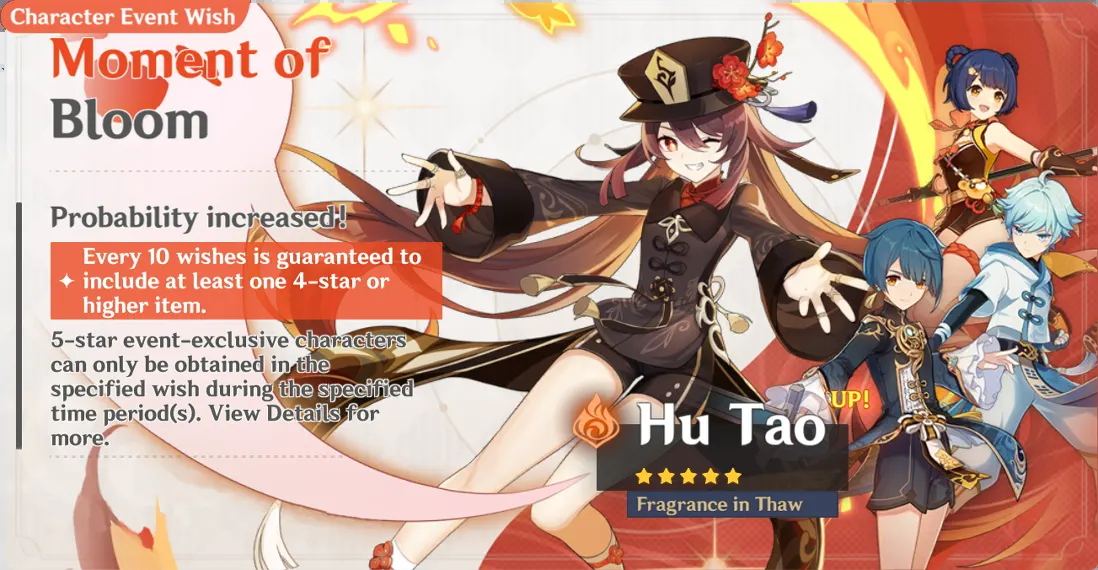 Character Event Wish
Moment of
Bloom
Probability increased!
Every 10 wishes is guaranteed to
include at least one 4-star or
higher item.
5-star event-exclusive characters
can only be obtained in the
specified wish during the specified
time period(s). View Details for
more.
UP!
Hu Tao
Fragrance in Thaw